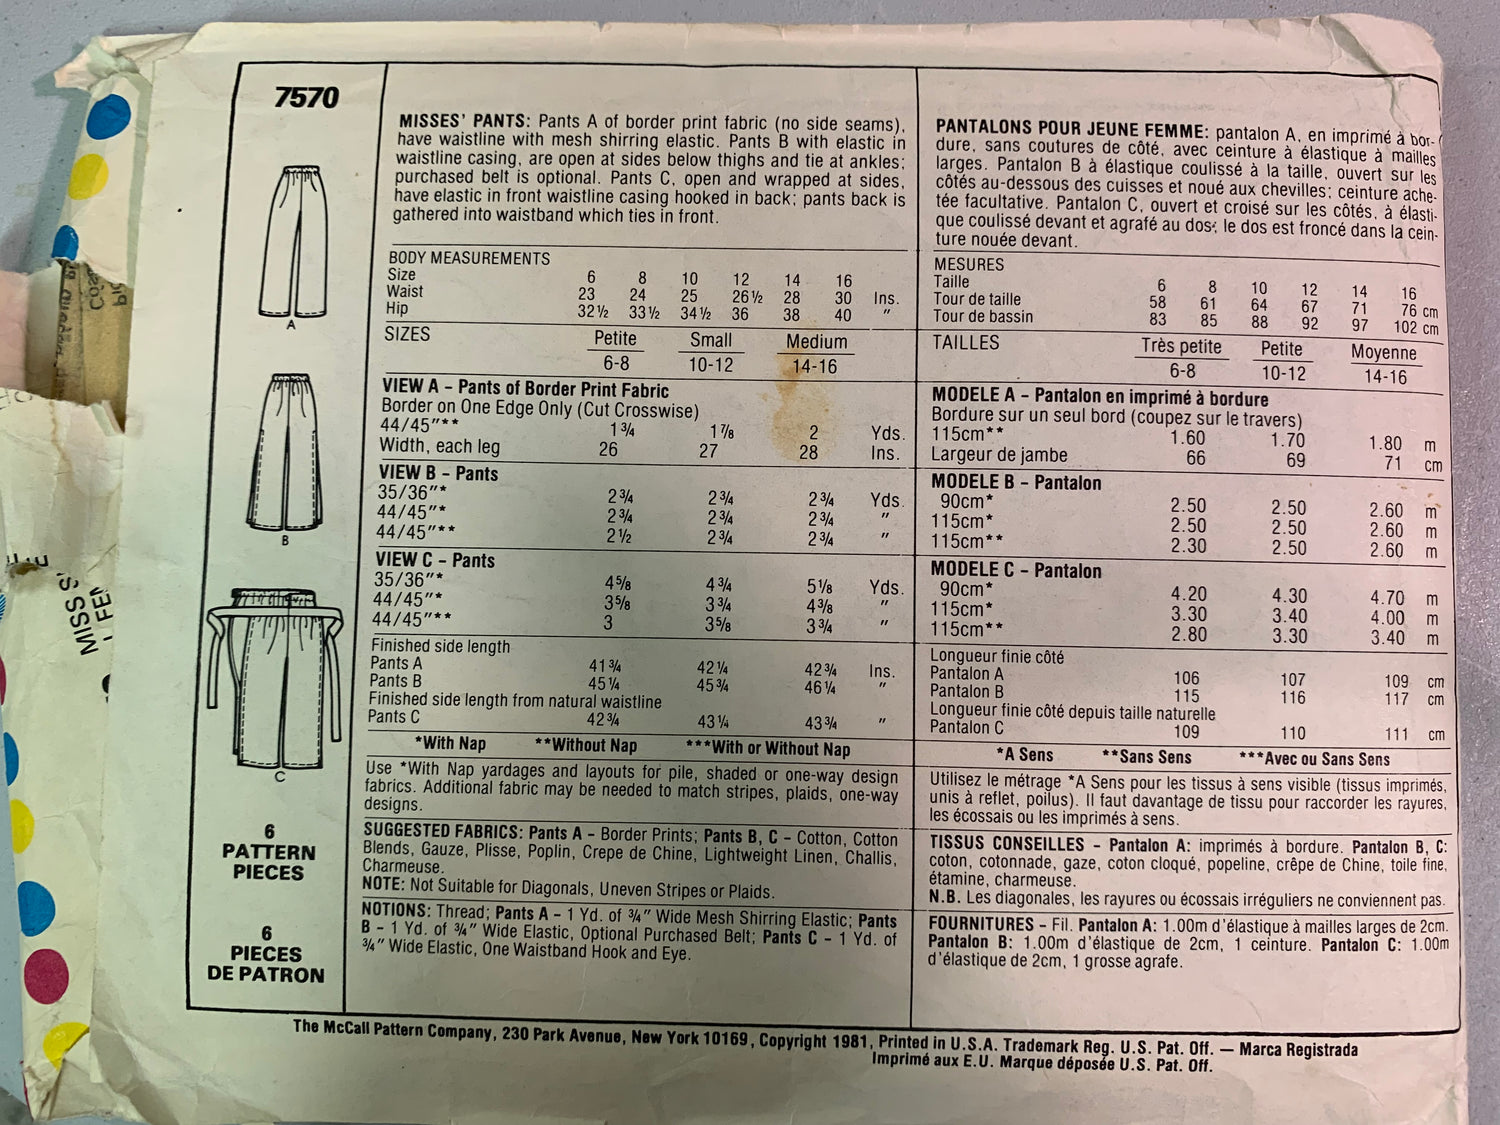 7570
A
B
C
6
PATTERN
PIECES
6
PIECES
DE PATRON
MISSES' PANTS: Pants A of border print fabric (no side seams),
have waistline with mesh shirring elastic. Pants B with elastic in
waistline casing, are open at sides below thighs and tie at ankles;
purchased belt is optional. Pants C, open and wrapped at sides,
have elastic in front waistline casing hooked in back; pants back is
gathered into waistband which ties in front.
BODY MEASUREMENTS
Size 6 8 10 12 14 16
Waist 23 24 25 26½ 28 30 Ins.
Hip 32½ 33½ 34½ 36 38 40 "
SIZES Petite Small Medium
6-8 10-12 14-16
VIEW A – Pants of Border Print Fabric
Border on One Edge Only (Cut Crosswise)
44/45"** 1¾ 1⅞ 2 Yds.
Width, each leg 26 27 28 Ins.
VIEW B – Pants
35/36"* 2¾ 2¾ 2¾ Yds.
44/45"* 2¾ 2¾ 2¾ "
44/45"** 2½ 2¾ 2¾ "
VIEW C – Pants
35/36"* 4⅝ 4¾ 5⅛ Yds.
44/45"* 3⅝ 3¾ 4⅜ "
44/45"** 3 3⅝ 3¾ "
Finished side length
Pants A 41¾ 42¼ 42¾ Ins.
Pants B 45¼ 45¾ 46¼ "
Finished side length from natural waistline
Pants C 42¾ 43¼ 43¾ "
*With Nap **Without Nap ***With or Without Nap
Use *With Nap yardages and layouts for pile, shaded or one-way design
fabrics. Additional fabric may be needed to match stripes, plaids, one-way
designs.
SUGGESTED FABRICS: Pants A – Border Prints; Pants B, C – Cotton, Cotton
Blends, Gauze, Plisse, Poplin, Crepe de Chine, Lightweight Linen, Challis,
Charmeuse.
NOTE: Not Suitable for Diagonals, Uneven Stripes or Plaids.
NOTIONS: Thread; Pants A – 1 Yd. of ¾" Wide Mesh Shirring Elastic; Pants
B – 1 Yd. of ¾" Wide Elastic, Optional Purchased Belt; Pants C – 1 Yd. of
¾" Wide Elastic, One Waistband Hook and Eye.
PANTALONS POUR JEUNE FEMME: pantalon A, en imprimé à bor-
dure, sans coutures de côté, avec ceinture à élastique à mailles
larges. Pantalon B à élastique coulissé à la taille, ouvert sur les
côtés au-dessous des cuisses et noué aux chevilles; ceinture ache-
tée facultative. Pantalon C, ouvert et croisé sur les côtés, à élasti-
que coulissé devant et agrafé au dos; le dos est froncé dans la cein-
ture nouée devant.
MESURES
Taille 6 8 10 12 14 16
Tour de taille 58 61 64 67 71 76 cm
Tour de bassin 83 85 88 92 97 102 cm
TAILLES Très petite Petite Moyenne
6-8 10-12 14-16
MODELE A – Pantalon en imprimé à bordure
Bordure sur un seul bord (coupez sur le travers)
115cm** 1.60 1.70 1.80 m
Largeur de jambe 66 69 71 cm
MODELE B – Pantalon
90cm* 2.50 2.50 2.60 m
115cm* 2.50 2.50 2.60 m
115cm** 2.30 2.50 2.60 m
MODELE C – Pantalon
90cm* 4.20 4.30 4.70 m
115cm* 3.30 3.40 4.00 m
115cm** 2.80 3.30 3.40 m
Longueur finie côté
Pantalon A 106 107 109 cm
Pantalon B 115 116 117 cm
Longueur finie côté depuis taille naturelle
Pantalon C 109 110 111 cm
*A Sens **Sans Sens ***Avec ou Sans Sens
Utilisez le métrage *A Sens pour les tissus à sens visible (tissus imprimés,
unis à reflet, poilus). Il faut davantage de tissu pour raccorder les rayures,
les écossais ou les imprimés à sens.
TISSUS CONSEILLES – Pantalon A: imprimés à bordure. Pantalon B, C:
coton, cotonnade, gaze, coton cloqué, popeline, crêpe de Chine, toile fine,
étamine, charmeuse.
N.B. Les diagonales, les rayures ou écossais irréguliers ne conviennent pas.
FOURNITURES – Fil. Pantalon A: 1.00m d'élastique à mailles larges de 2cm.
Pantalon B: 1.00m d'élastique de 2cm, 1 ceinture. Pantalon C: 1.00m
d'élastique de 2cm, 1 grosse agrafe.
The McCall Pattern Company, 230 Park Avenue, New York 10169, Copyright 1981, Printed in U.S.A. Trademark Reg. U.S. Pat. Off. — Marca Registrada
Imprimé aux E.U. Marque déposée U.S. Pat. Off.
MISS